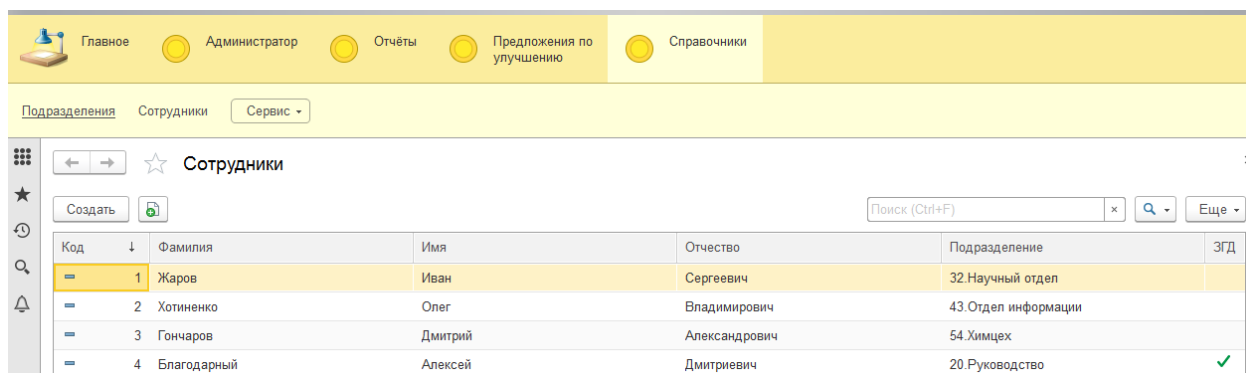 Главное Администратор Отчёты Предложения по улучшению Справочники
Подразделения Сотрудники Сервис
Сотрудники
Создать Поиск (Ctrl+F) × Еще
Код ↓ Фамилия Имя Отчество Подразделение ЗГД
1 Жаров Иван Сергеевич 32.Научный отдел
2 Хотиненко Олег Владимирович 43.Отдел информации
3 Гончаров Дмитрий Александрович 54.Химцех
4 Благодарный Алексей Дмитриевич 20.Руководство ✓